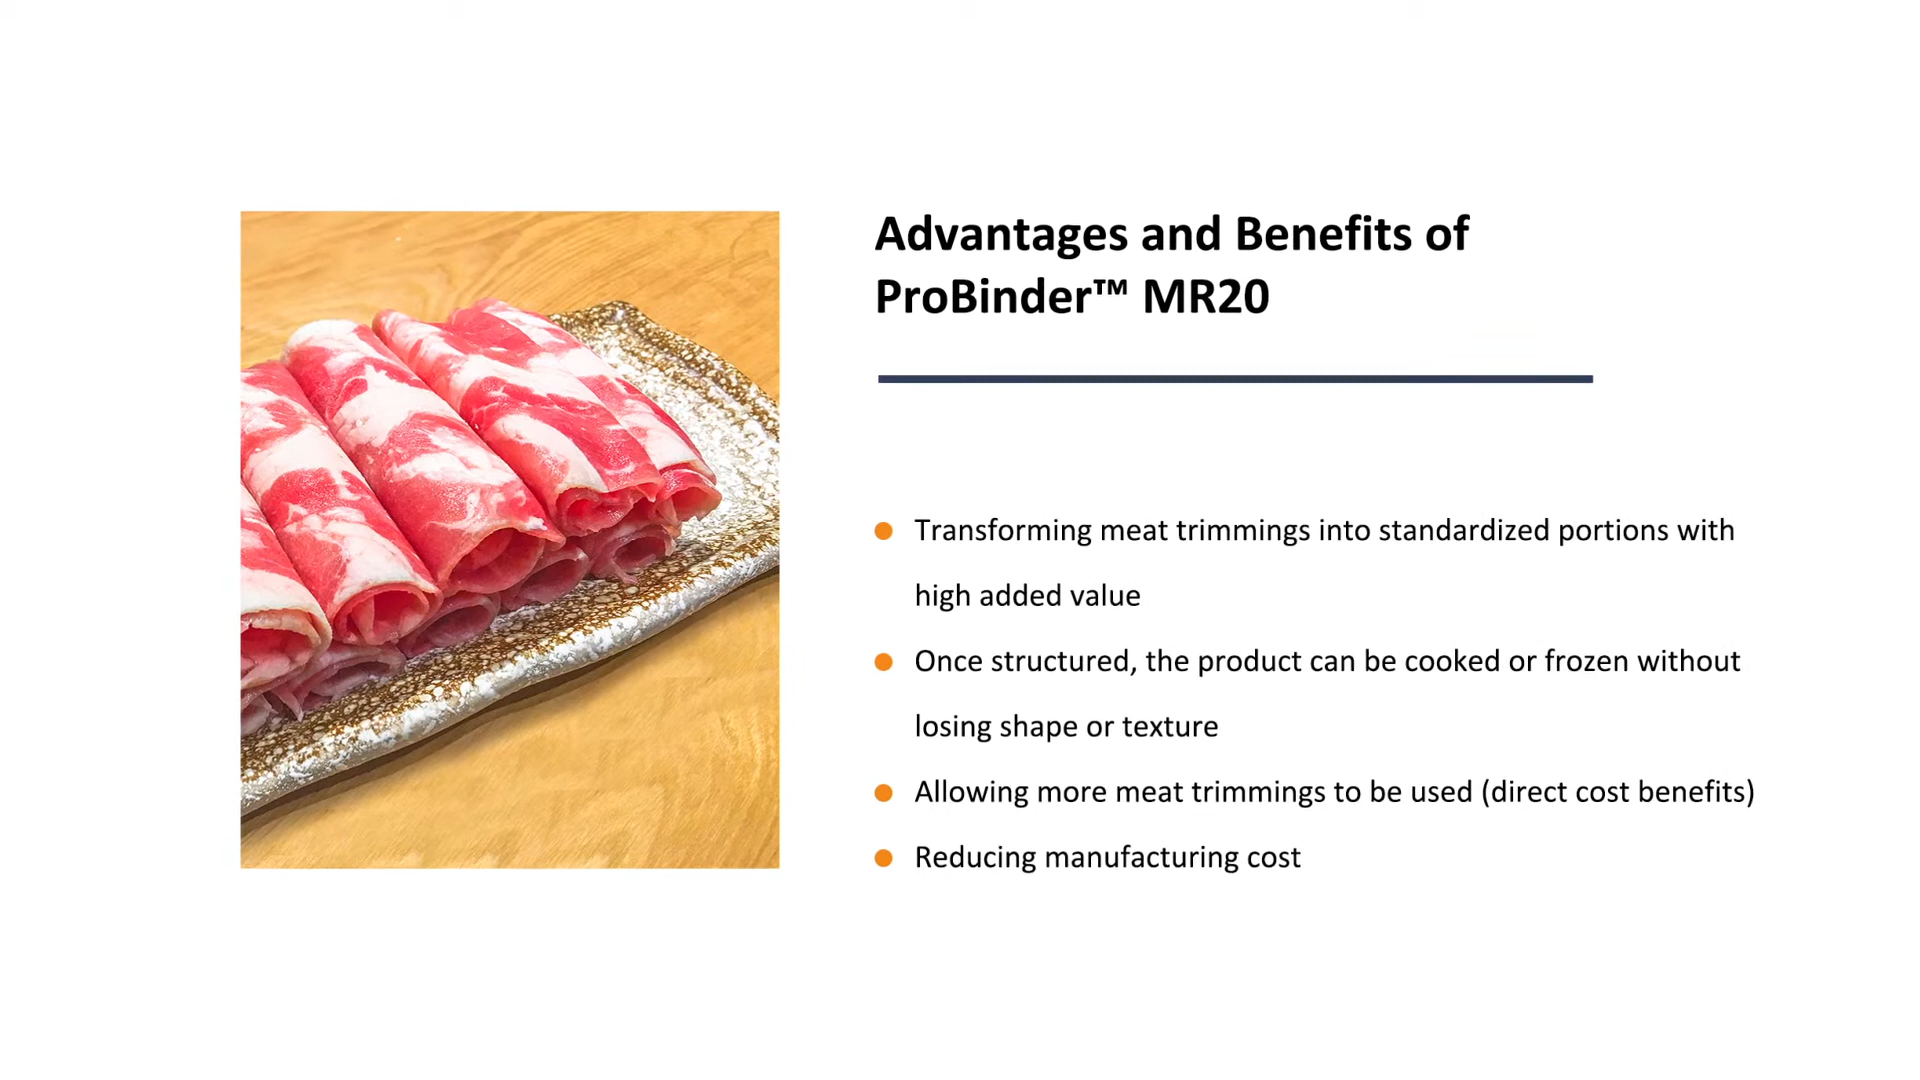 Advantages and Benefits of
ProBinder™ MR20
Transforming meat trimmings into standardized portions with
high added value
Once structured, the product can be cooked or frozen without
losing shape or texture
Allowing more meat trimmings to be used (direct cost benefits)
Reducing manufacturing cost